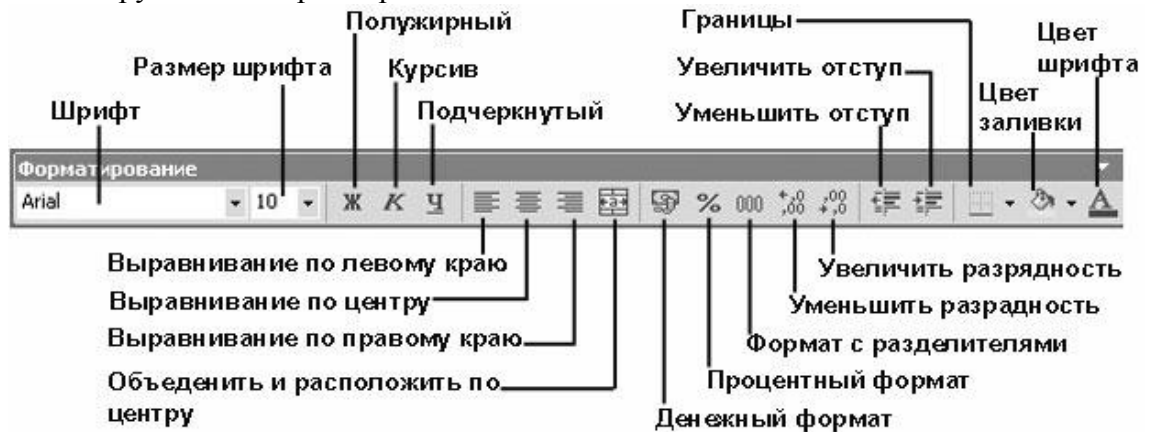 Полужирный
Границы
Цвет
шрифта
Размер шрифта
Курсив
Увеличить отступ
Цвет
заливки
Шрифт
Подчеркнутый
Уменьшить отступ
Форматирование
Arial 10 Ж К Ч % 000 А
Выравнивание по левому краю
Увеличить разрядность
Выравнивание по центру
Уменьшить разрадность
Выравнивание по правому краю
Формат с разделителями
Объеденить и расположить по
центру
Процентный формат
Денежный формат